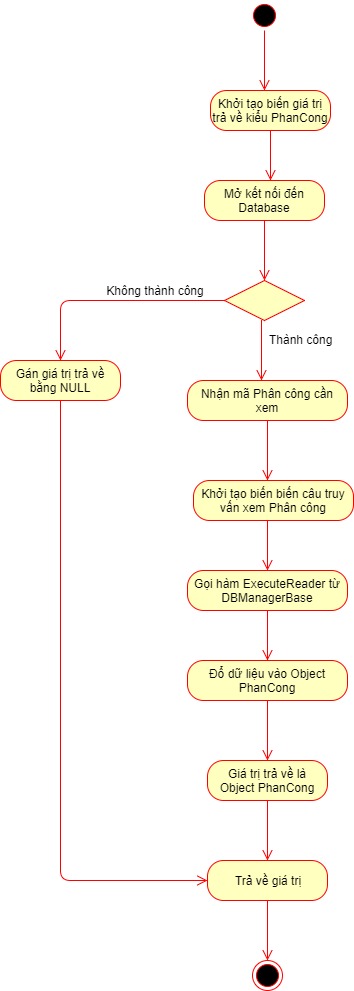 Khởi tạo biến giá trị
trả về kiểu PhanCong
Mở kết nối đến
Database
Không thành công
Thành công
Gán giá trị trả về
bằng NULL
Nhận mã Phân công cần
xem
Khởi tạo biến biến câu truy
vấn xem Phân công
Gọi hàm ExecuteReader từ
DBManagerBase
Đổ dữ liệu vào Object
PhanCong
Giá trị trả về là
Object PhanCong
Trả về giá trị